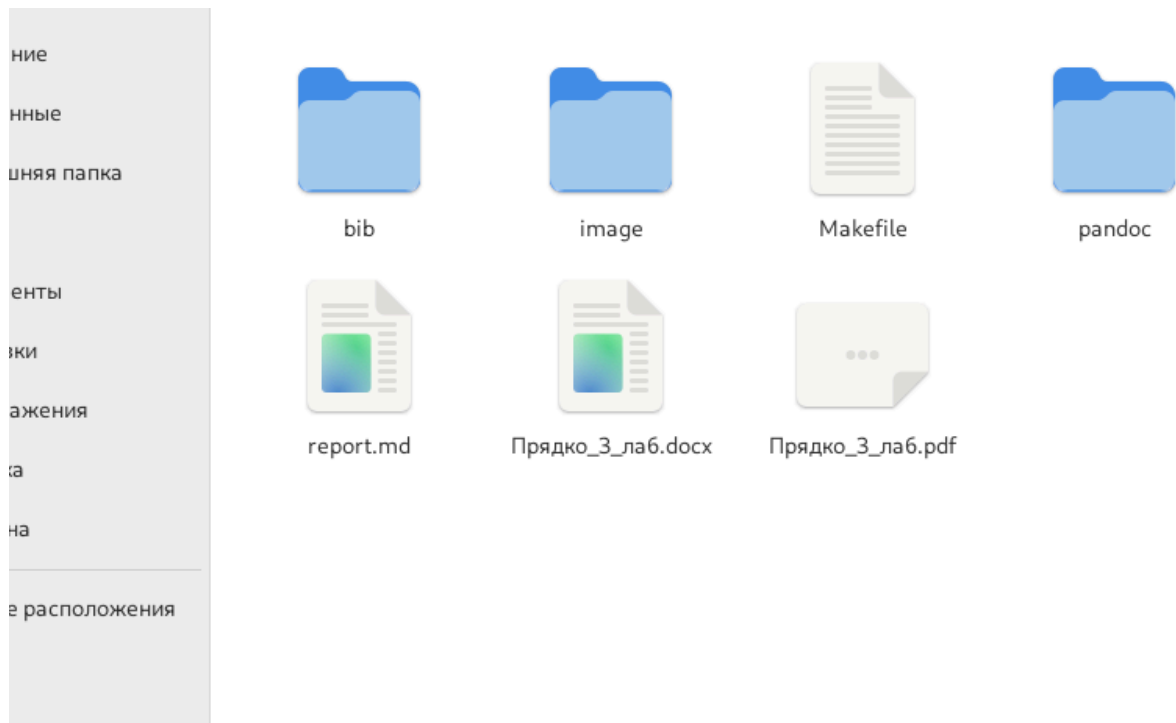 ние
нные
шняя папка
енты
зки
ажения
ка
на
е расположения
bib
image
Makefile
pandoc
report.md
Прядко_3_лаб.docx
Прядко_3_лаб.pdf